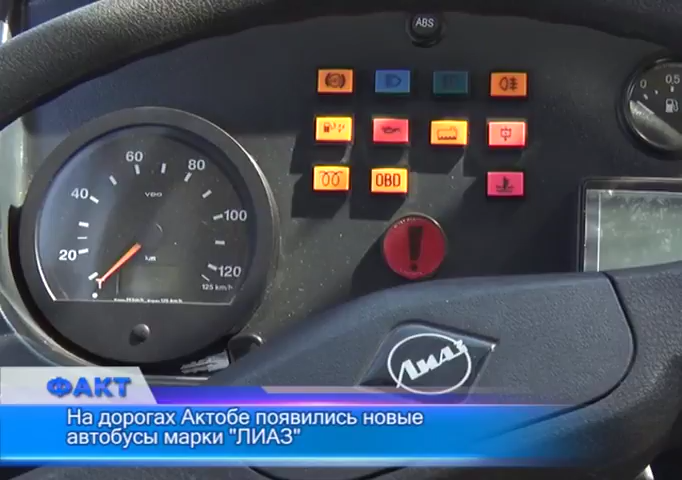 ABS
0 0,5
60
80
VDO
40
100
20
km
120
125 km/h
OBD
ЛиАЗ
ФАКТ
На дорогах Актобе появились новые
автобусы марки "ЛИАЗ"